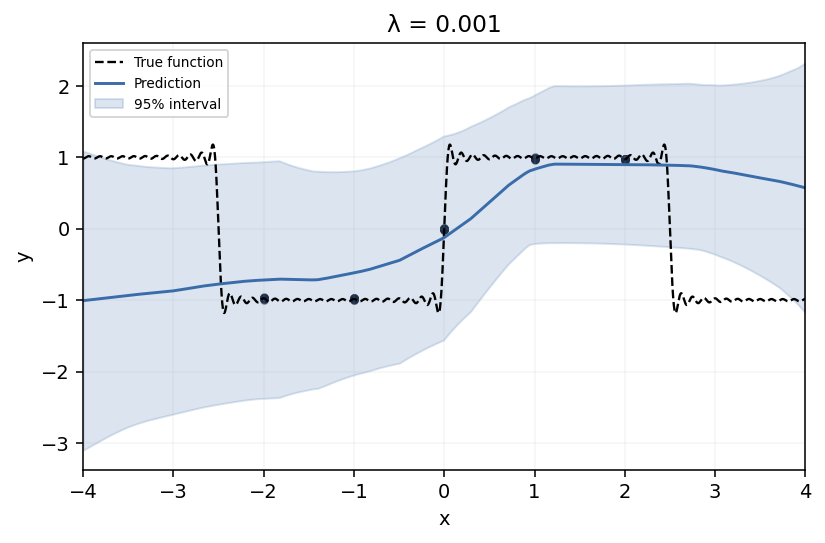 λ = 0.001
True function
Prediction
95% interval
y
2
1
0
−1
−2
−3
−4 −3 −2 −1 0 1 2 3 4
x